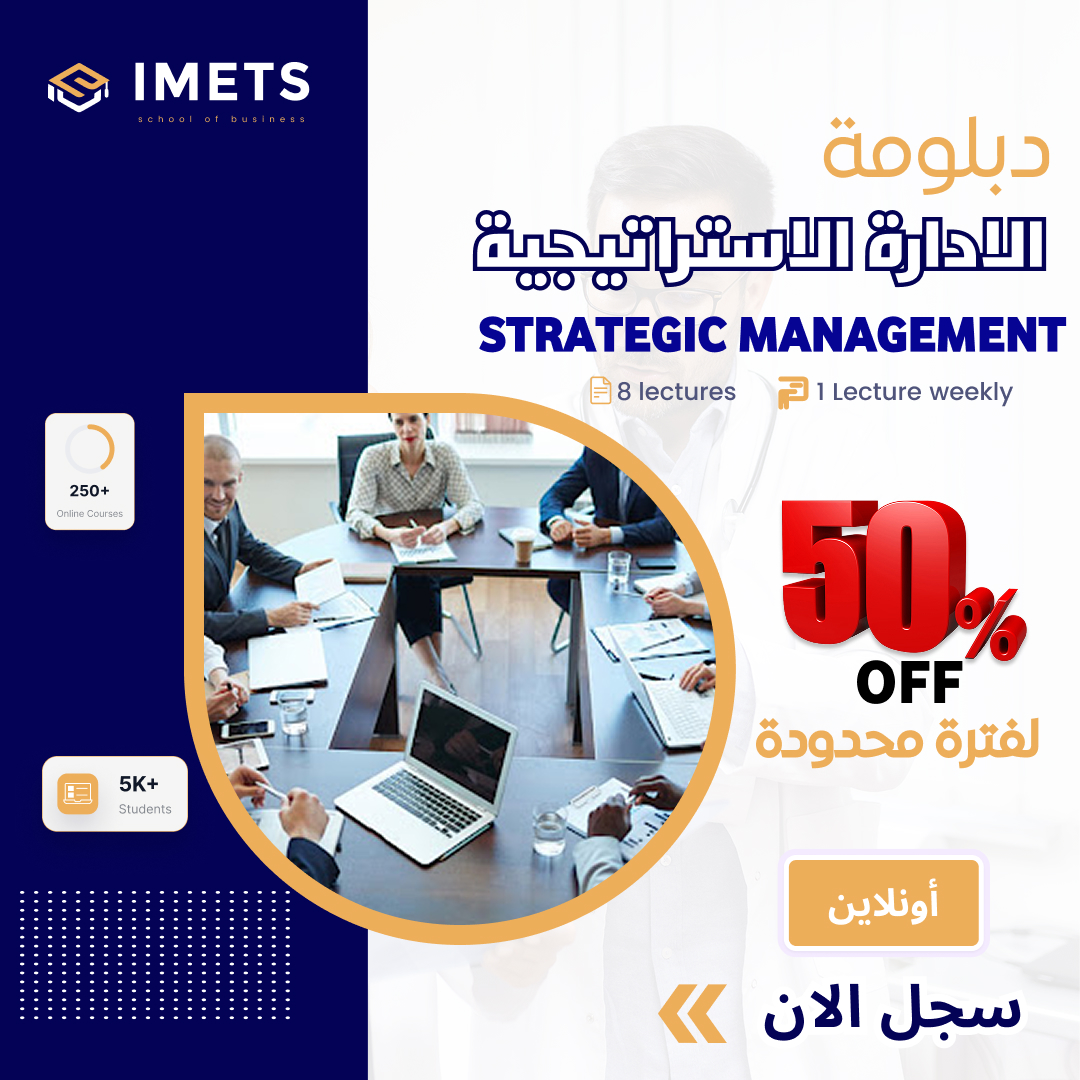 IMETS
school of business
دبلومة
الادارة الاستراتيجية
STRATEGIC MANAGEMENT
8 lectures
1 Lecture weekly
250+
Online Courses
50%
OFF
لفترة محدودة
5K+
Students
أونلاين
سجل الان